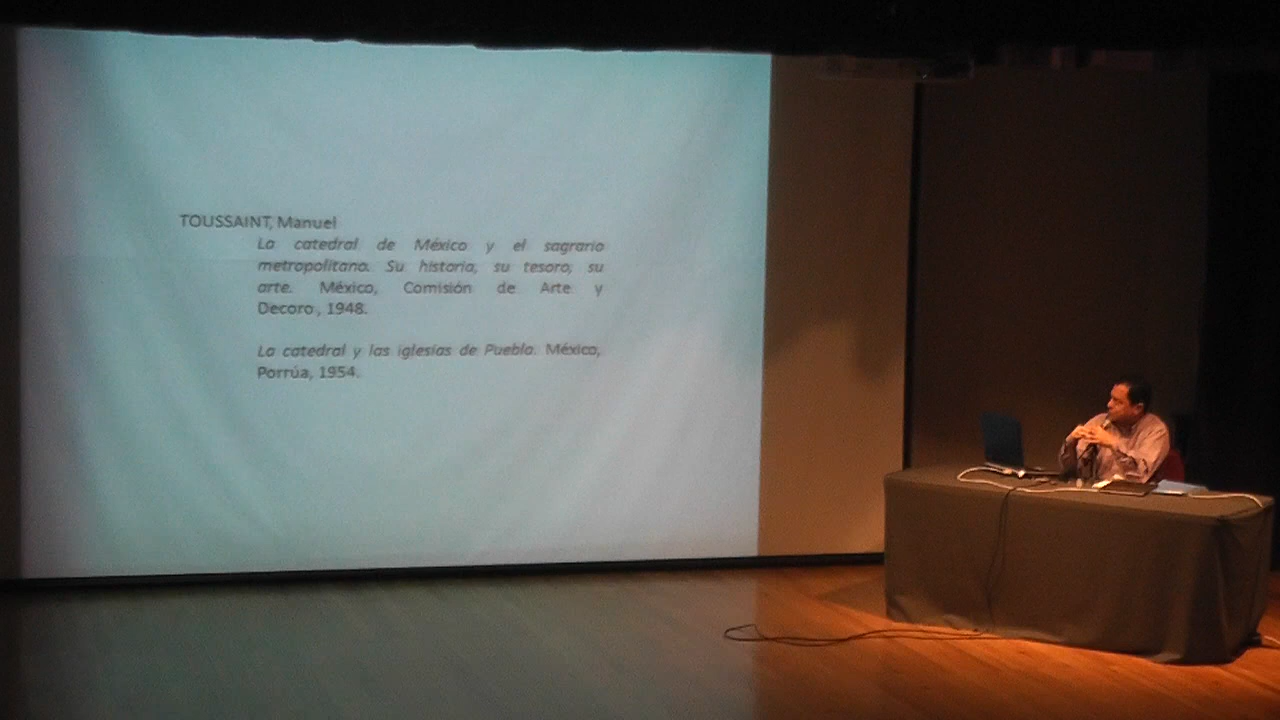 TOUSSAINT, Manuel
La catedral de México y el sagrario
metropolitano. Su historia, su tesoro, su
arte. México, Comisión de Arte y
Decoro, 1948.
La catedral y las iglesias de Puebla. México,
Porrúa, 1954.